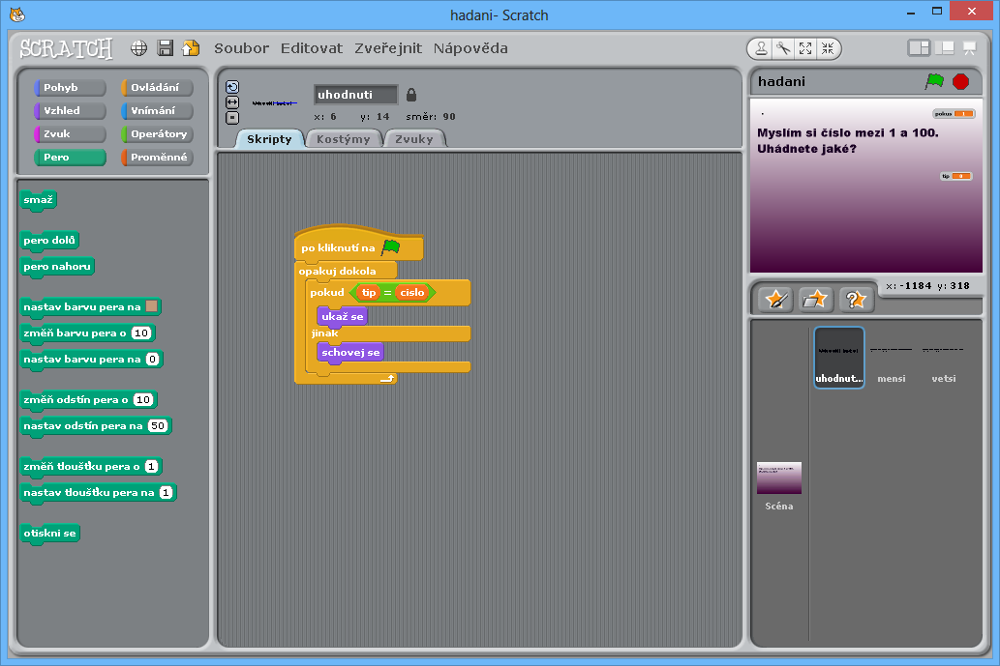 hadani- Scratch
SCRATCH
Soubor Editovat Zveřejnit Nápověda
Pohyb Ovládání
Vzhled Vnímání
Zvuk Operátory
Pero Proměnné
smaž
pero dolů
pero nahoru
nastav barvu pera na
změň barvu pera o 10
nastav barvu pera na 0
změň odstín pera o 10
nastav odstín pera na 50
změň tloušťku pera o 1
nastav tloušťku pera na 1
otiskni se
uhodnuti
x: 6 y: 14 směr: 90
Skripty Kostýmy Zvuky
po kliknutí na
opakuj dokola
pokud tip = cislo
ukaž se
jinak
schovej se
hadani
pokus 1
Myslím si číslo mezi 1 a 100.
Uhádnete jaké?
tip 0
x: -1184 y: 318
uhodnut... mensi vetsi
Scéna